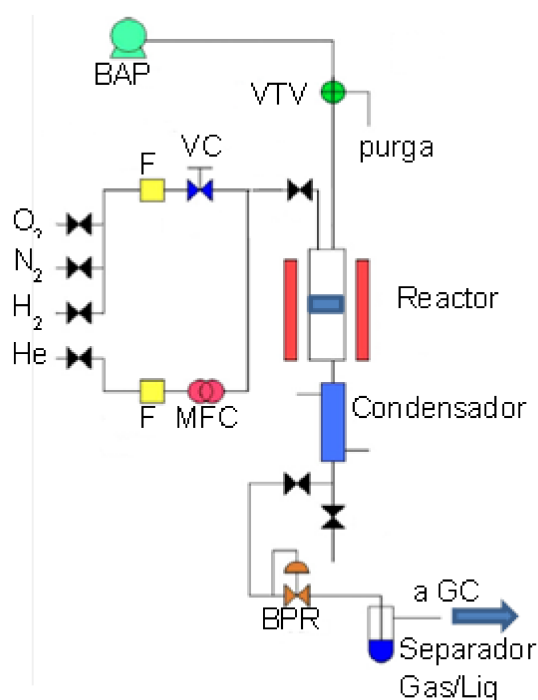 BAP
VTV
purga
F
VC
O₂
N₂
H₂
He
F
MFC
Reactor
Condensador
BPR
a GC
Separador
Gas/Liq